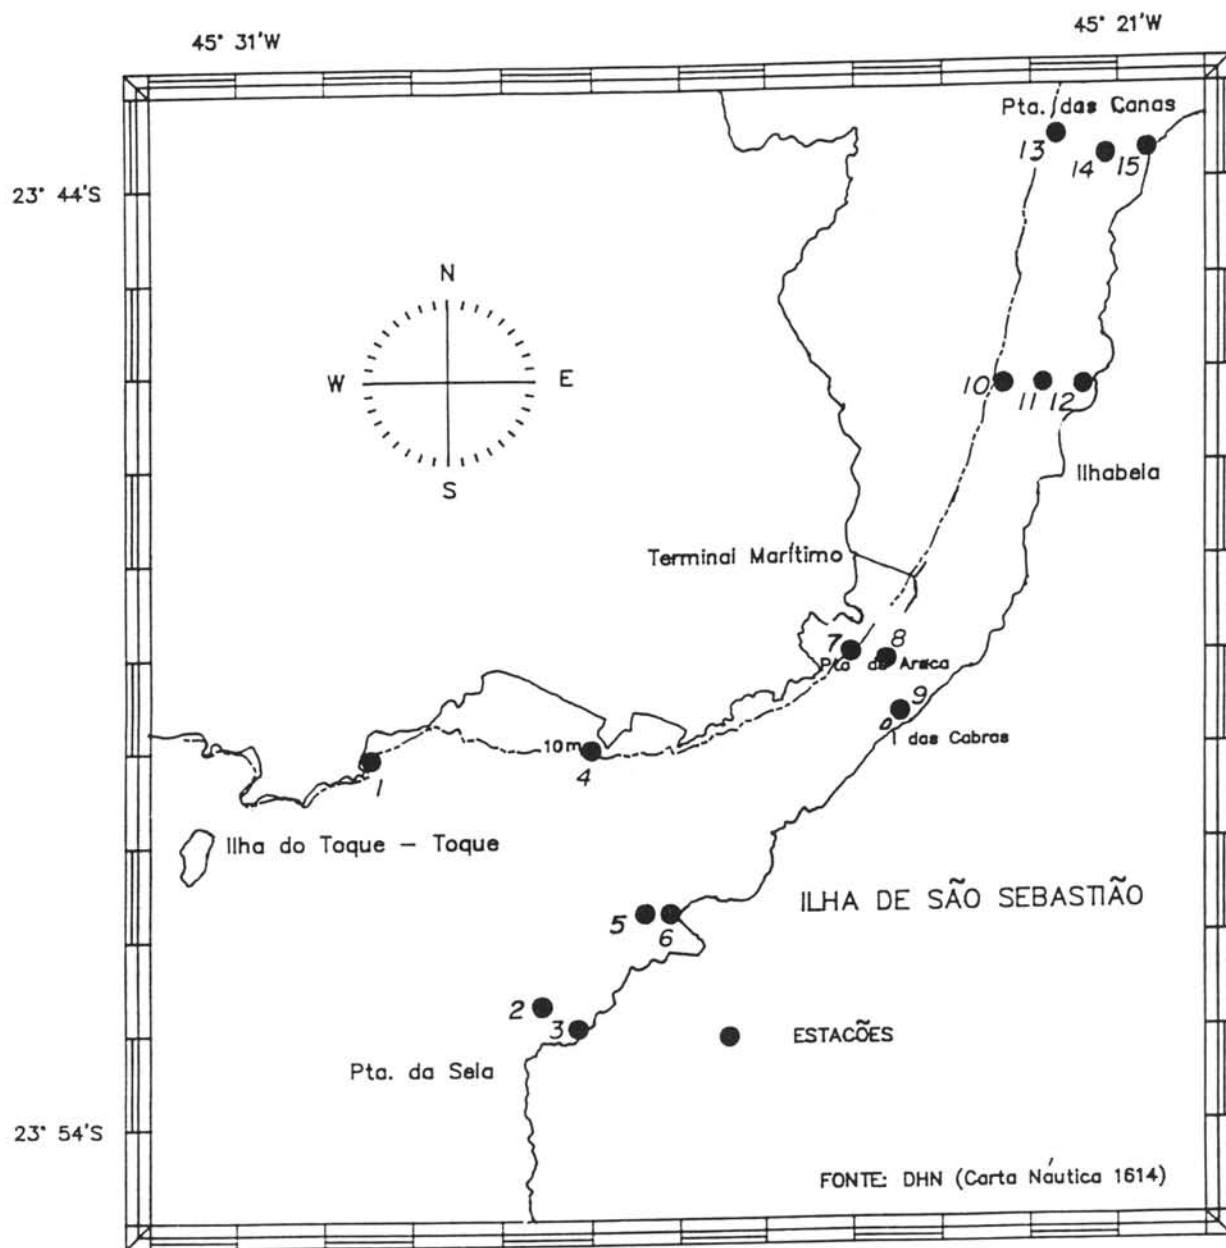 45° 31'W
45° 21'W
Pta. das Canas
13
14
15
23° 44'S
N
W
E
S
10
11
12
Ilhabela
Terminal Marítimo
7
8
Pta de Araca
9
I das Cabras
10m
4
1
Ilha do Toque – Toque
ILHA DE SÃO SEBASTIÃO
5
6
2
3
ESTACÕES
Pta. da Sela
23° 54'S
FONTE: DHN (Carta Náutica 1614)